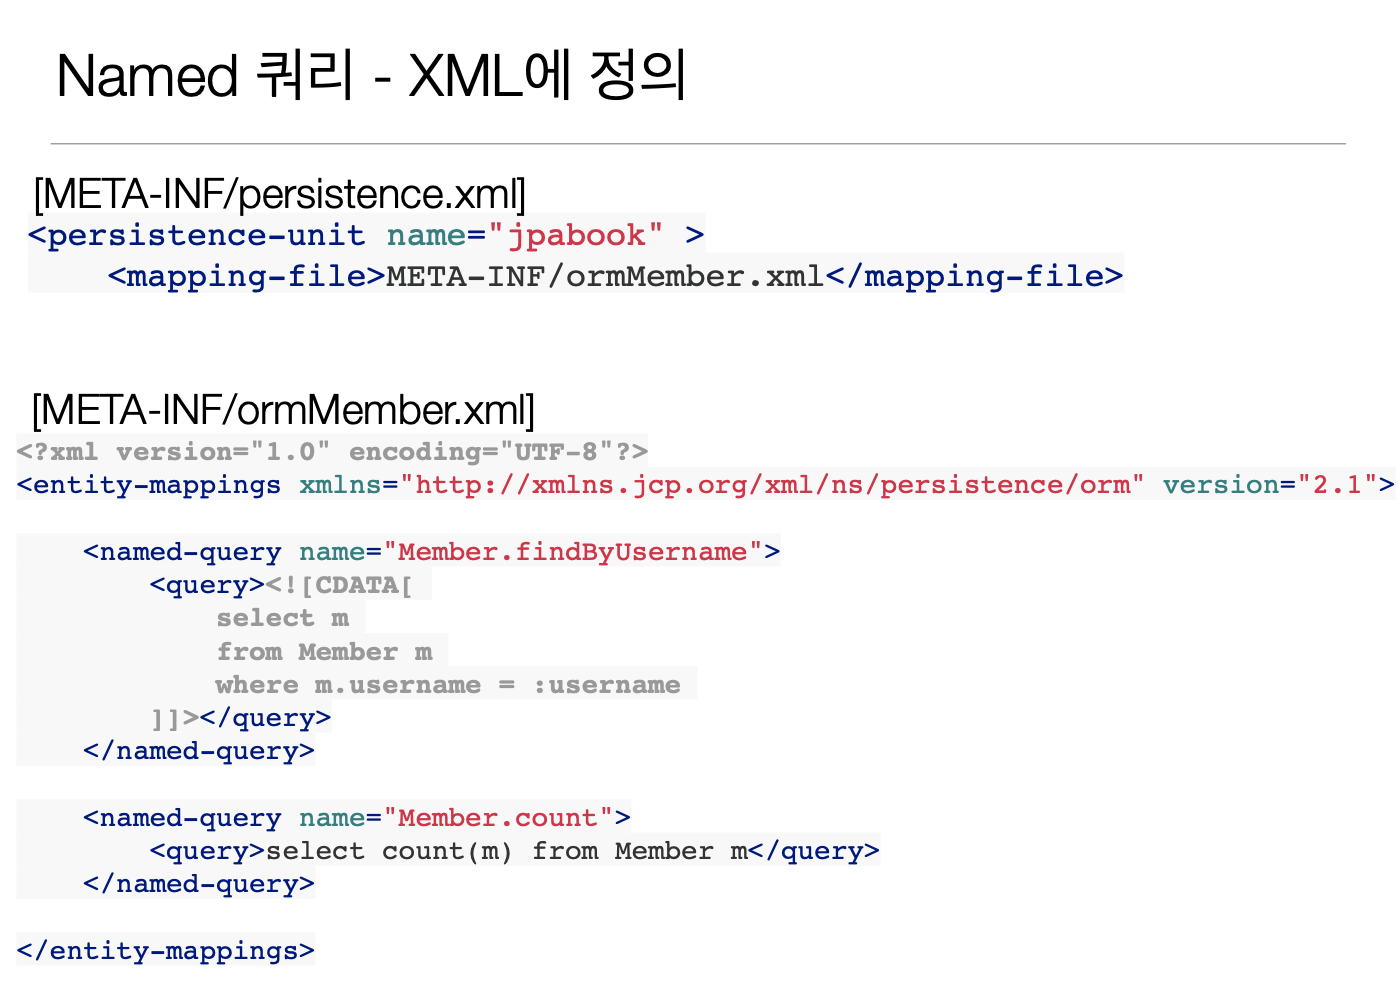 Named 쿼리 - XML에 정의
[META-INF/persistence.xml]
<persistence-unit name="jpabook" >
    <mapping-file>META-INF/ormMember.xml</mapping-file>
[META-INF/ormMember.xml]
<?xml version="1.0" encoding="UTF-8"?>
<entity-mappings xmlns="http://xmlns.jcp.org/xml/ns/persistence/orm" version="2.1">
    <named-query name="Member.findByUsername">
        <query><![CDATA[
            select m
            from Member m
            where m.username = :username
        ]]></query>
    </named-query>
    <named-query name="Member.count">
        <query>select count(m) from Member m</query>
    </named-query>
</entity-mappings>